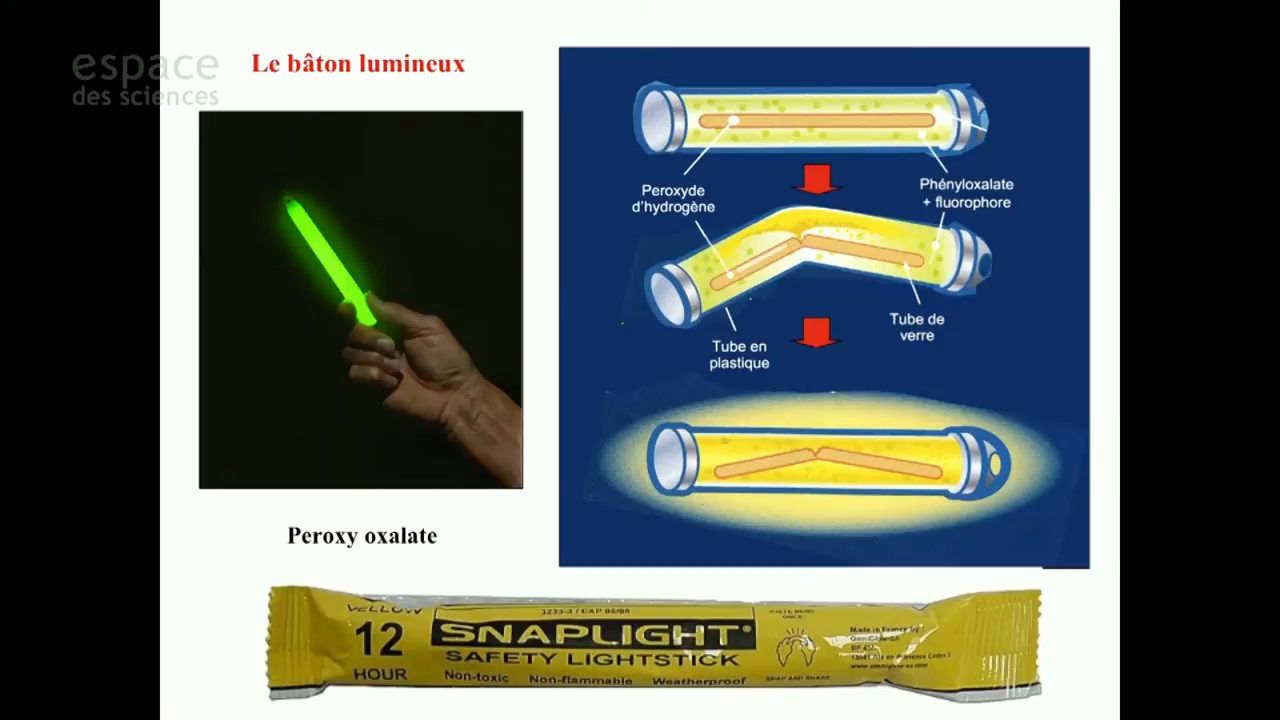 espace
des sciences
Le bâton lumineux
Peroxyde
d'hydrogène
Phényloxalate
+ fluorophore
Tube de
verre
Tube en
plastique
Peroxy oxalate
YELLOW
12
HOUR
SNAPLIGHT®
SAFETY LIGHTSTICK
Non-toxic Non-flammable Weatherproof
Made in France by
SNAP AND SHAKE